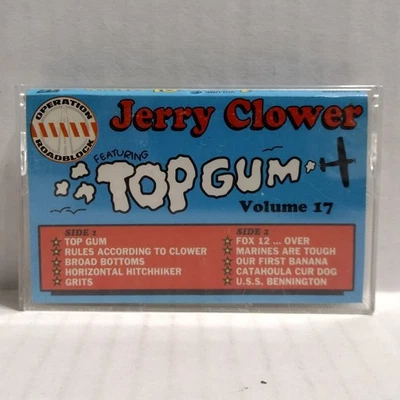 OPERATION
ROADBLOCK
Jerry Clower
FEATURING
TOP GUM
Volume 17
SIDE 1
TOP GUM
RULES ACCORDING TO CLOWER
BROAD BOTTOMS
HORIZONTAL HITCHHIKER
GRITS
SIDE 2
FOX 12 ... OVER
MARINES ARE TOUGH
OUR FIRST BANANA
CATAHOULA CUR DOG
U.S.S. BENNINGTON